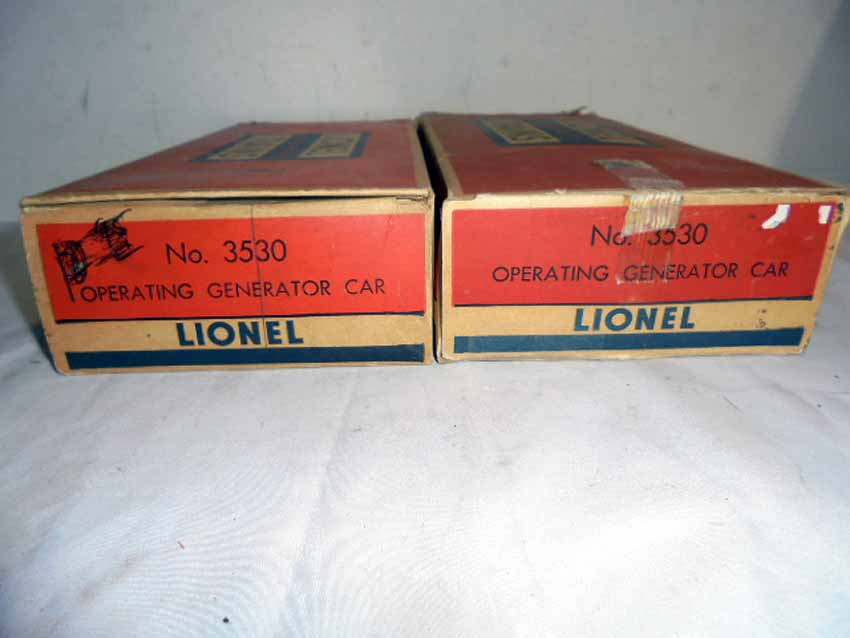 No. 3530
OPERATING GENERATOR CAR
LIONEL
No. 3530
OPERATING GENERATOR CAR
LIONEL